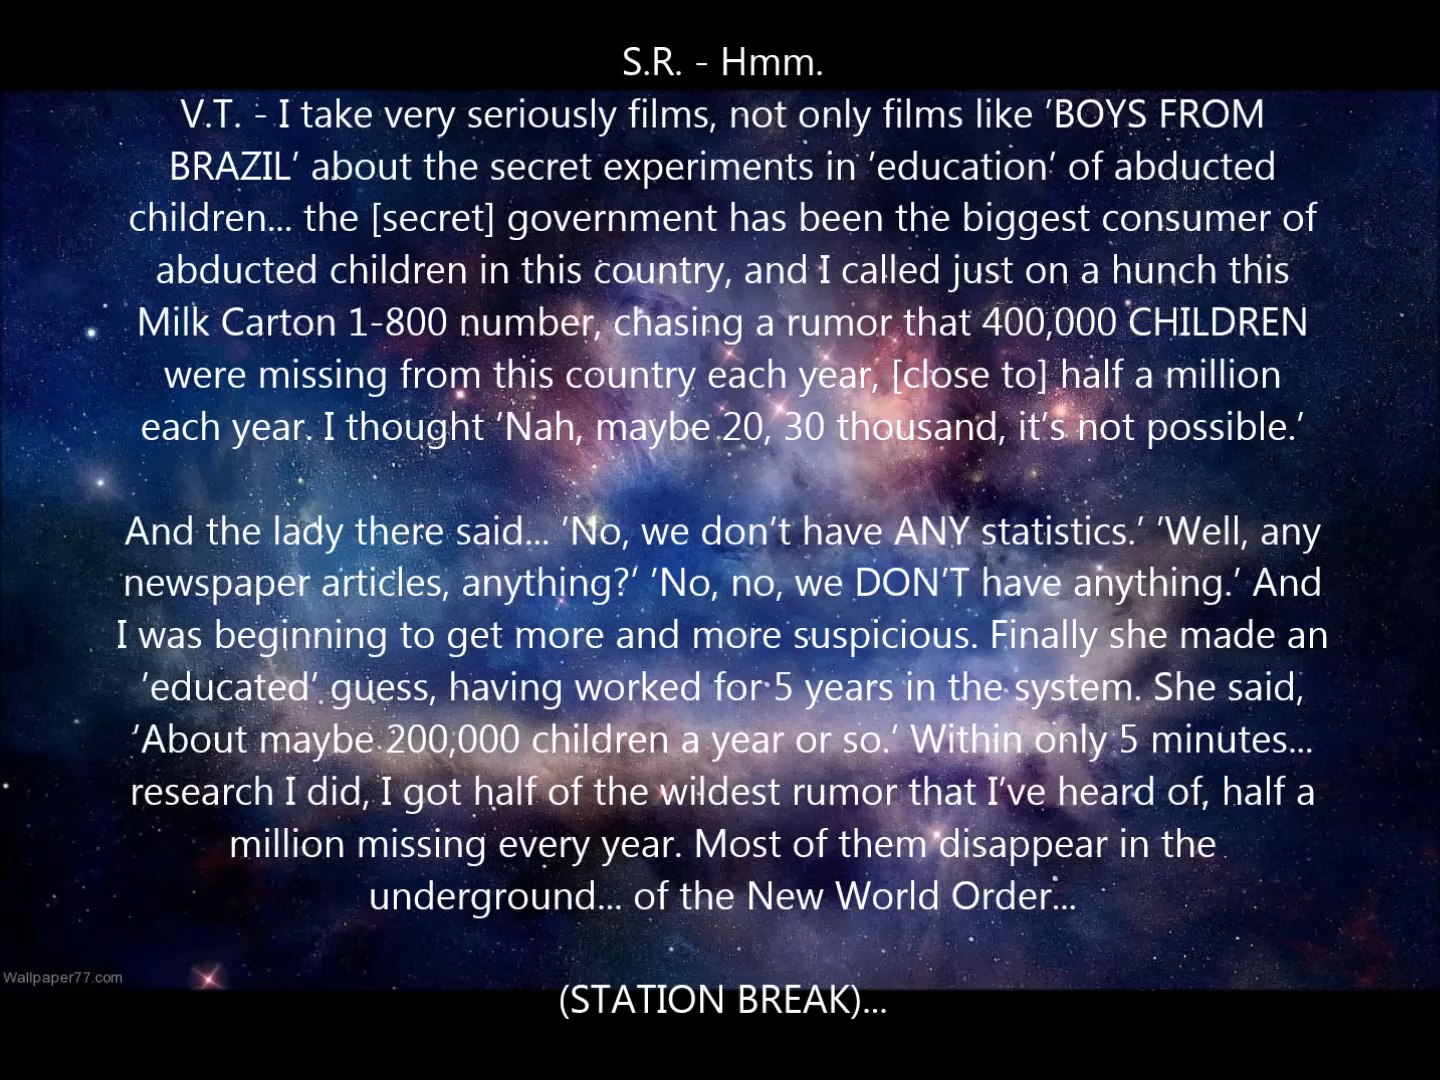 S.R. - Hmm.
V.T. - I take very seriously films, not only films like ‘BOYS FROM
BRAZIL’ about the secret experiments in ‘education’ of abducted
children... the [secret] government has been the biggest consumer of
abducted children in this country, and I called just on a hunch this
Milk Carton 1-800 number, chasing a rumor that 400,000 CHILDREN
were missing from this country each year, [close to] half a million
each year. I thought ‘Nah, maybe 20, 30 thousand, it’s not possible.’
And the lady there said... ‘No, we don’t have ANY statistics.’ ‘Well, any
newspaper articles, anything?’ ‘No, no, we DON’T have anything.’ And
I was beginning to get more and more suspicious. Finally she made an
‘educated’ guess, having worked for 5 years in the system. She said,
‘About maybe 200,000 children a year or so.’ Within only 5 minutes...
research I did, I got half of the wildest rumor that I’ve heard of, half a
million missing every year. Most of them disappear in the
underground... of the New World Order...
Wallpaper77.com
(STATION BREAK)...